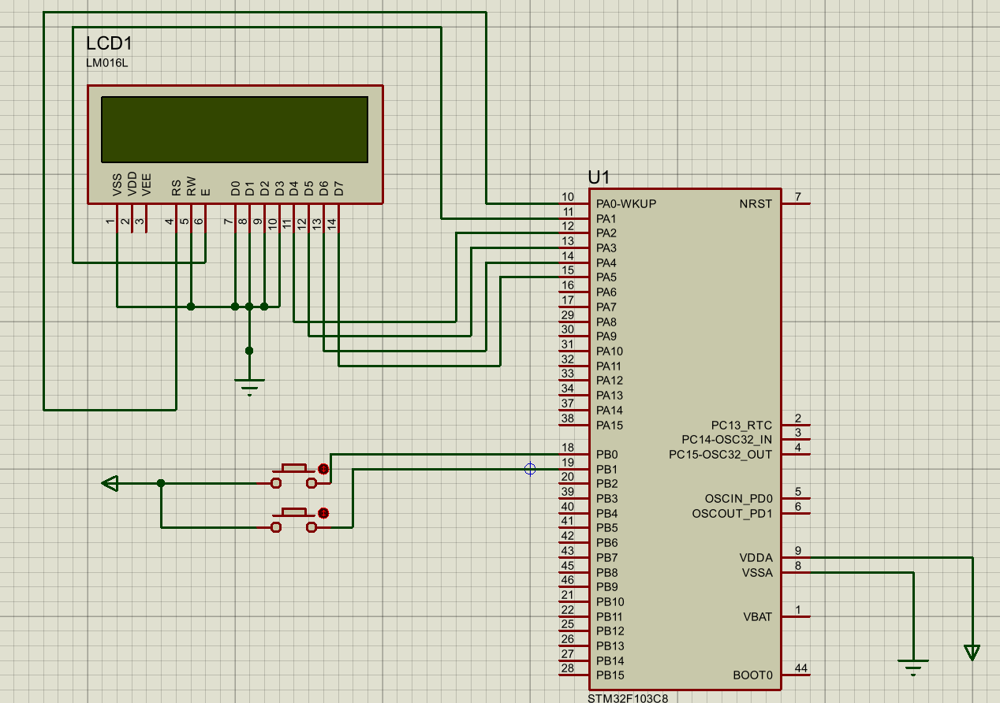 LCD1
LM016L
VSS VDD VEE RS RW E D0 D1 D2 D3 D4 D5 D6 D7
1 2 3 4 5 6 7 8 9 10 11 12 13 14
U1
10 PA0-WKUP NRST 7
11 PA1
12 PA2
13 PA3
14 PA4
15 PA5
16 PA6
17 PA7
29 PA8
30 PA9
31 PA10
32 PA11
33 PA12
34 PA13
37 PA14
38 PA15 PC13_RTC 2
PC14-OSC32_IN 3
18 PB0 PC15-OSC32_OUT 4
19 PB1
20 PB2
39 PB3 OSCIN_PD0 5
40 PB4 OSCOUT_PD1 6
41 PB5
42 PB6
43 PB7 VDDA 9
45 PB8 VSSA 8
46 PB9
21 PB10
22 PB11 VBAT 1
25 PB12
26 PB13
27 PB14
28 PB15 BOOT0 44
STM32F103C8